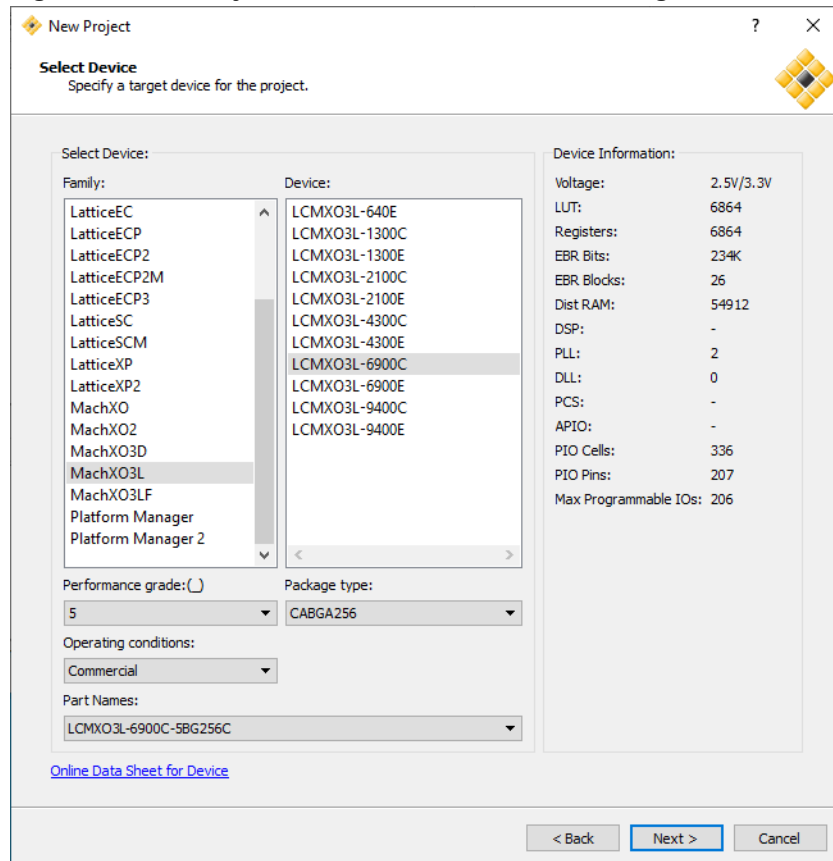 New Project
?
X
Select Device
Specify a target device for the project.
Select Device:
Family:
LatticeEC
LatticeECP
LatticeECP2
LatticeECP2M
LatticeECP3
LatticeSC
LatticeSCM
LatticeXP
LatticeXP2
MachXO
MachXO2
MachXO3D
MachXO3L
MachXO3LF
Platform Manager
Platform Manager 2
Device:
LCMXO3L-640E
LCMXO3L-1300C
LCMXO3L-1300E
LCMXO3L-2100C
LCMXO3L-2100E
LCMXO3L-4300C
LCMXO3L-4300E
LCMXO3L-6900C
LCMXO3L-6900E
LCMXO3L-9400C
LCMXO3L-9400E
Performance grade:(_)
5
Package type:
CABGA256
Operating conditions:
Commercial
Part Names:
LCMXO3L-6900C-5BG256C
Device Information:
Voltage: 2.5V/3.3V
LUT: 6864
Registers: 6864
EBR Bits: 234K
EBR Blocks: 26
Dist RAM: 54912
DSP: -
PLL: 2
DLL: 0
PCS: -
APIO: -
PIO Cells: 336
PIO Pins: 207
Max Programmable IOs: 206
Online Data Sheet for Device
< Back
Next >
Cancel